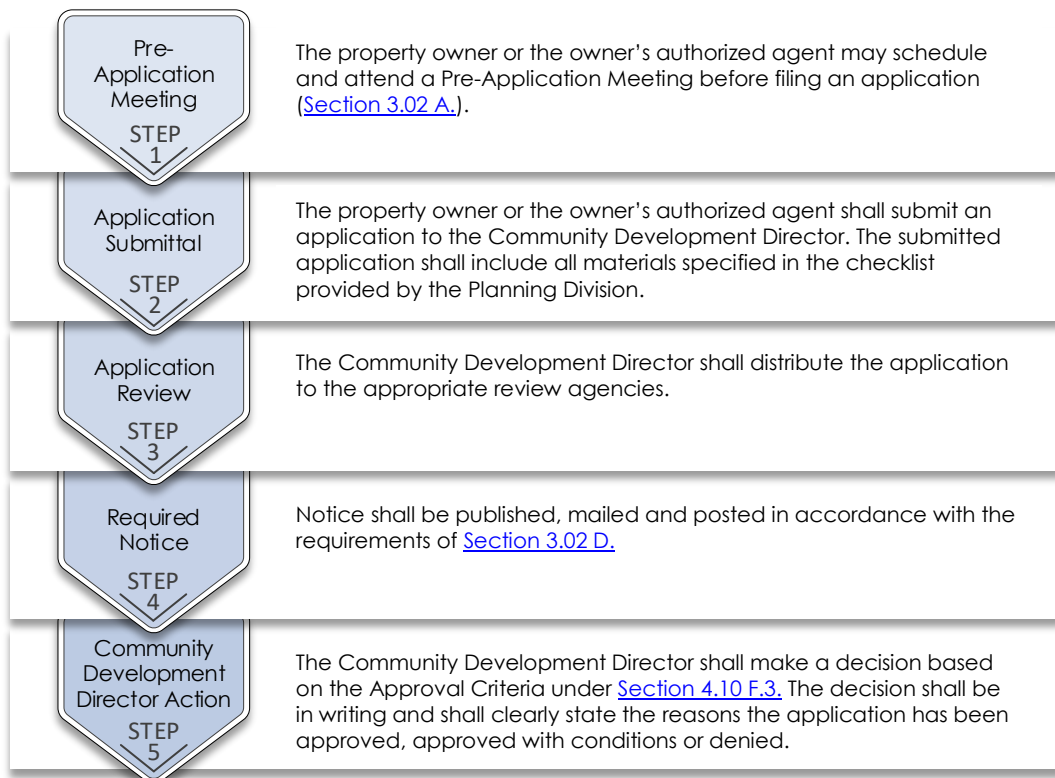 Pre-
Application
Meeting
STEP
1
The property owner or the owner’s authorized agent may schedule
and attend a Pre-Application Meeting before filing an application
(Section 3.02 A.).
Application
Submittal
STEP
2
The property owner or the owner’s authorized agent shall submit an
application to the Community Development Director. The submitted
application shall include all materials specified in the checklist
provided by the Planning Division.
Application
Review
STEP
3
The Community Development Director shall distribute the application
to the appropriate review agencies.
Required
Notice
STEP
4
Notice shall be published, mailed and posted in accordance with the
requirements of Section 3.02 D.
Community
Development
Director Action
STEP
5
The Community Development Director shall make a decision based
on the Approval Criteria under Section 4.10 F.3. The decision shall be
in writing and shall clearly state the reasons the application has been
approved, approved with conditions or denied.